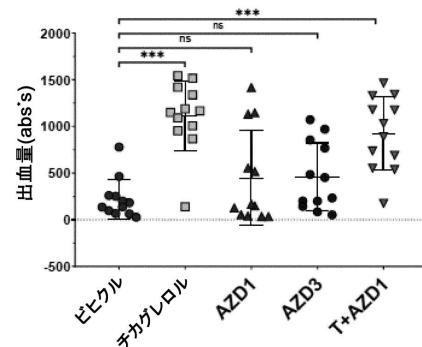 ***
ns
ns
***
出血量(abs*s)
2000
1500
1000
500
0
-500
ビヒクル
チカグレロル
AZD1
AZD3
T+AZD1